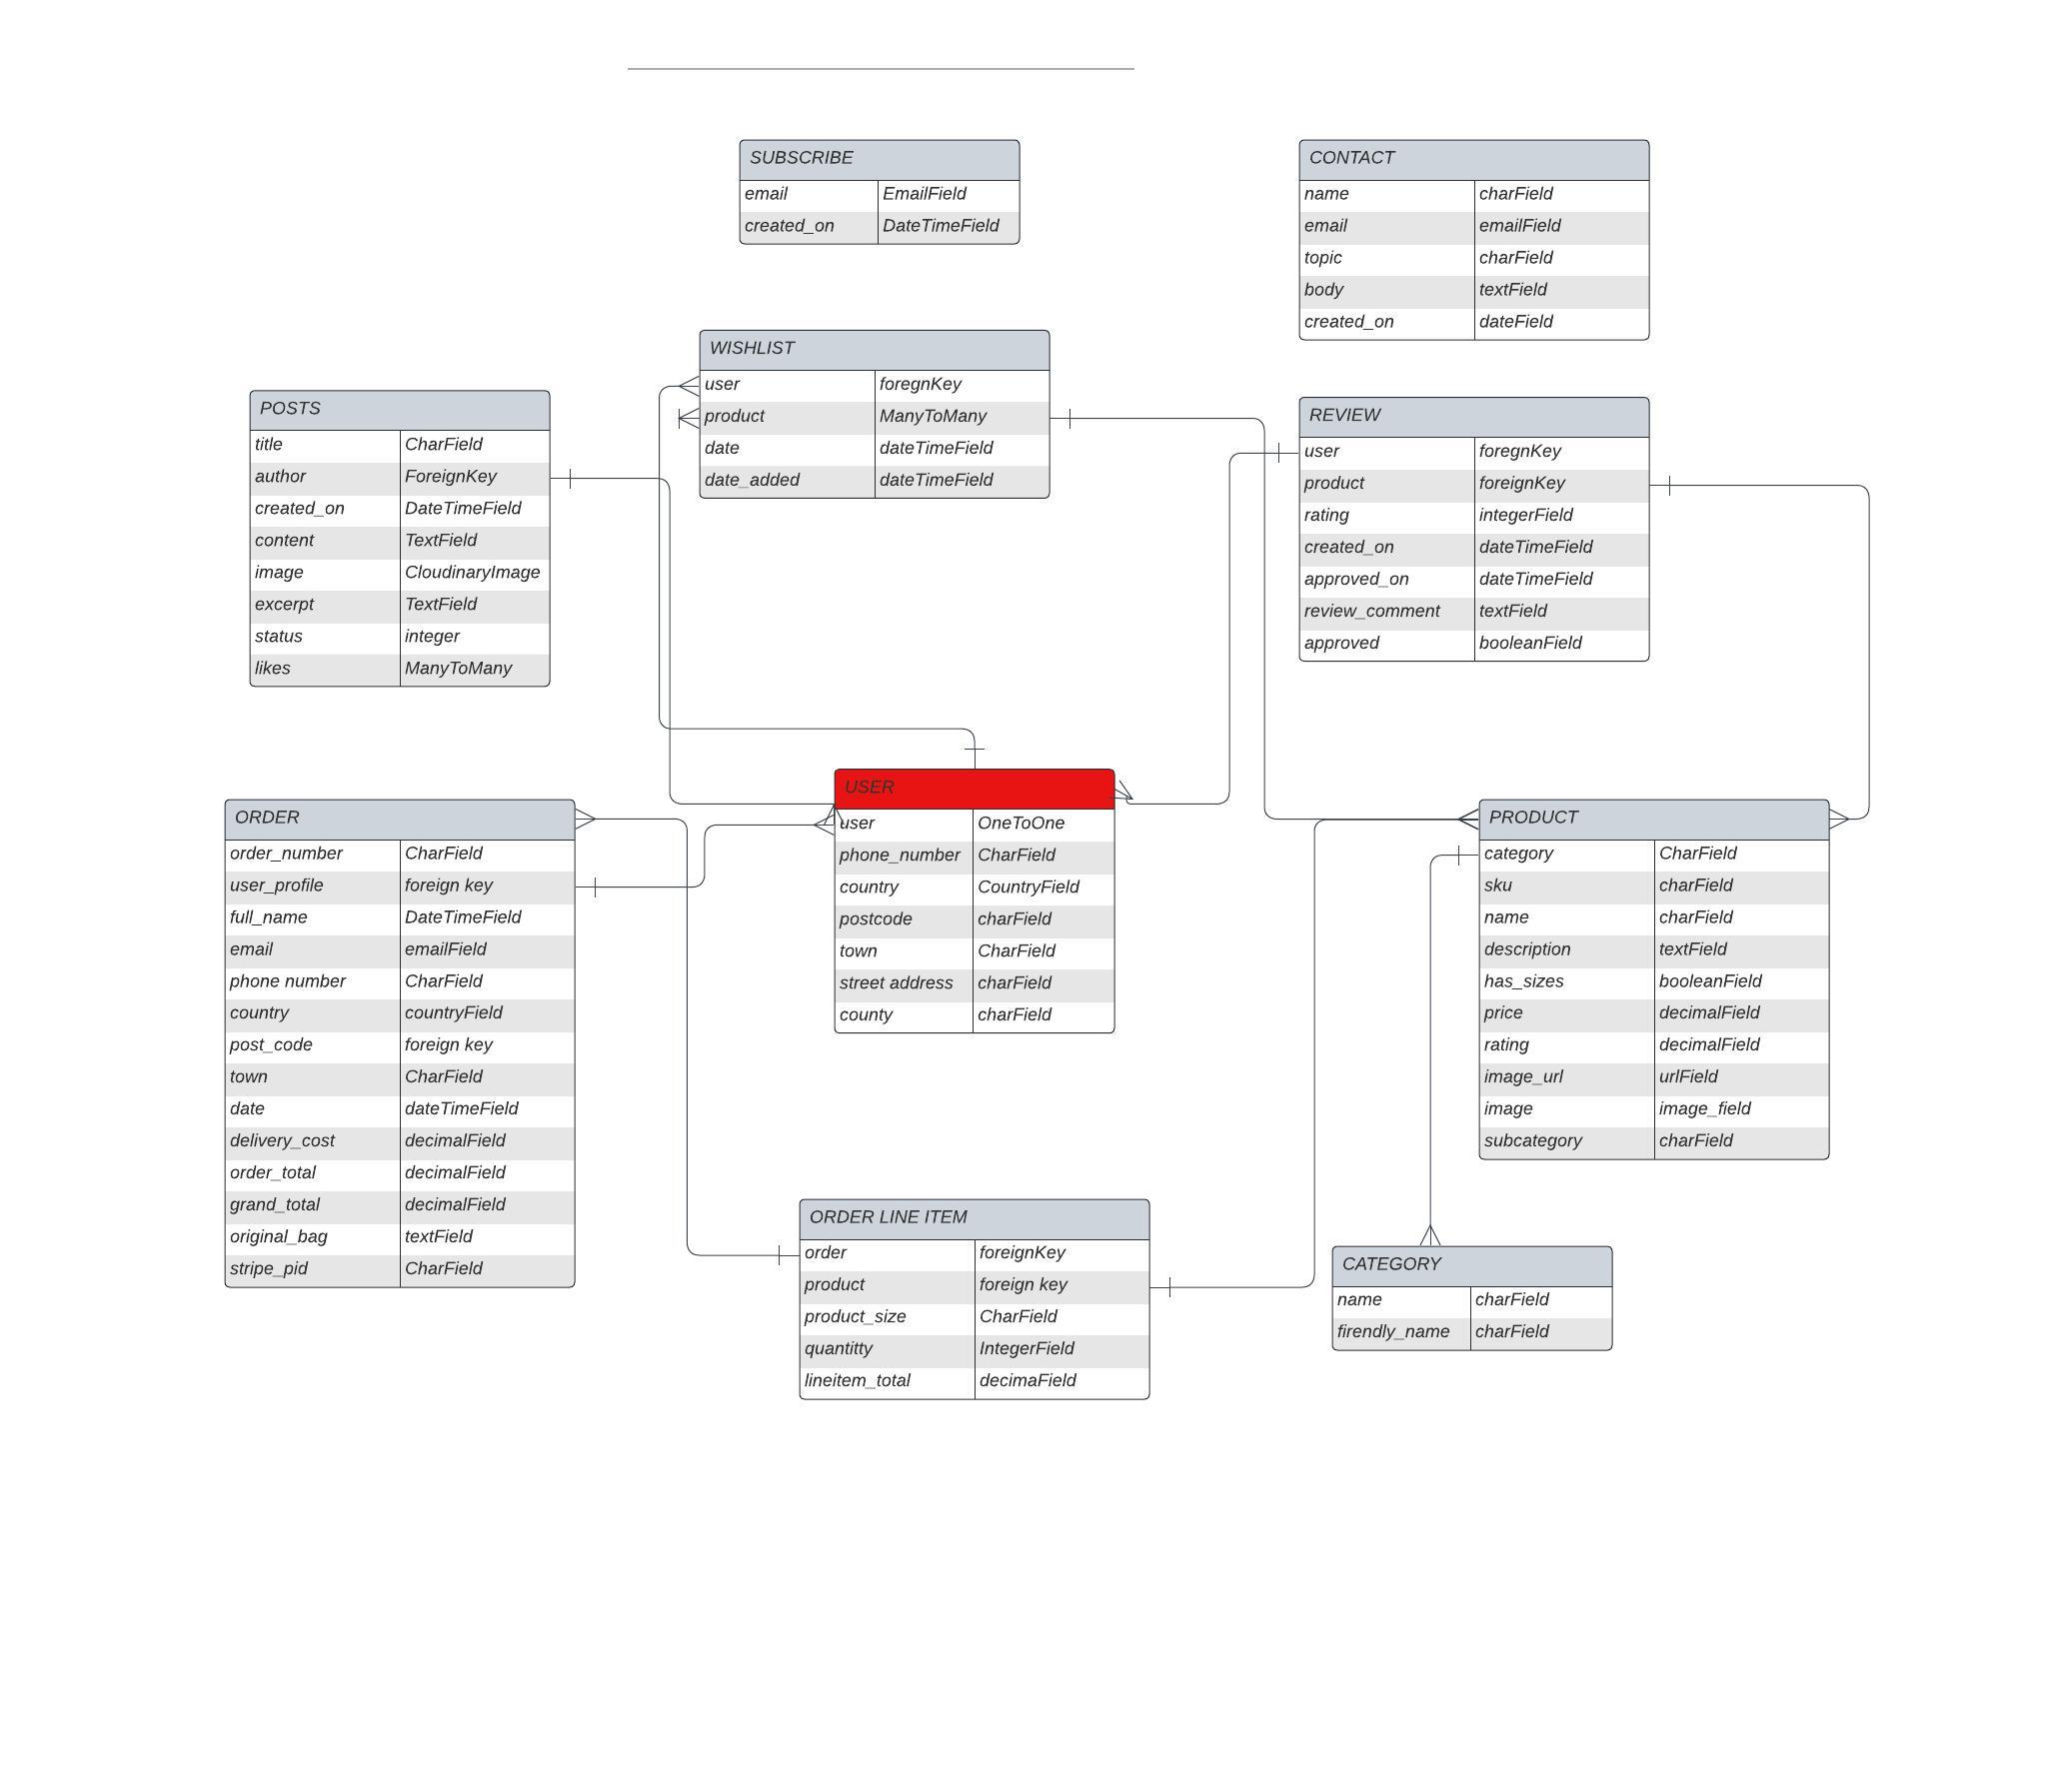 SUBSCRIBE
email EmailField
created_on DateTimeField
CONTACT
name charField
email emailField
topic charField
body textField
created_on dateField
WISHLIST
user foregnKey
product ManyToMany
date dateTimeField
date_added dateTimeField
POSTS
title CharField
author ForeignKey
created_on DateTimeField
content TextField
image CloudinaryImage
excerpt TextField
status integer
likes ManyToMany
REVIEW
user foregnKey
product foreignKey
rating integerField
created_on dateTimeField
approved_on dateTimeField
review_comment textField
approved booleanField
USER
user OneToOne
phone_number CharField
country CountryField
postcode charField
town CharField
street address charField
county charField
ORDER
order_number CharField
user_profile foreign key
full_name DateTimeField
email emailField
phone number CharField
country countryField
post_code foreign key
town CharField
date dateTimeField
delivery_cost decimalField
order_total decimalField
grand_total decimalField
original_bag textField
stripe_pid CharField
PRODUCT
category CharField
sku charField
name charField
description textField
has_sizes booleanField
price decimalField
rating decimalField
image_url urlField
image image_field
subcategory charField
ORDER LINE ITEM
order foreignKey
product foreign key
product_size CharField
quantitty IntegerField
lineitem_total decimaField
CATEGORY
name charField
firendly_name charField